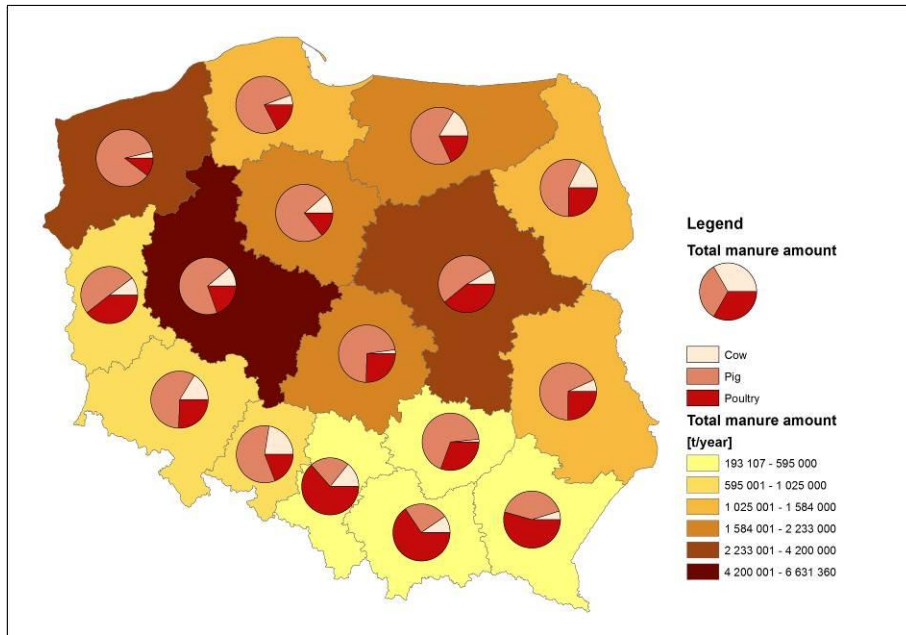 Legend
Total manure amount
Cow
Pig
Poultry
Total manure amount
[t/year]
193 107 - 595 000
595 001 - 1 025 000
1 025 001 - 1 584 000
1 584 001 - 2 233 000
2 233 001 - 4 200 000
4 200 001 - 6 631 360